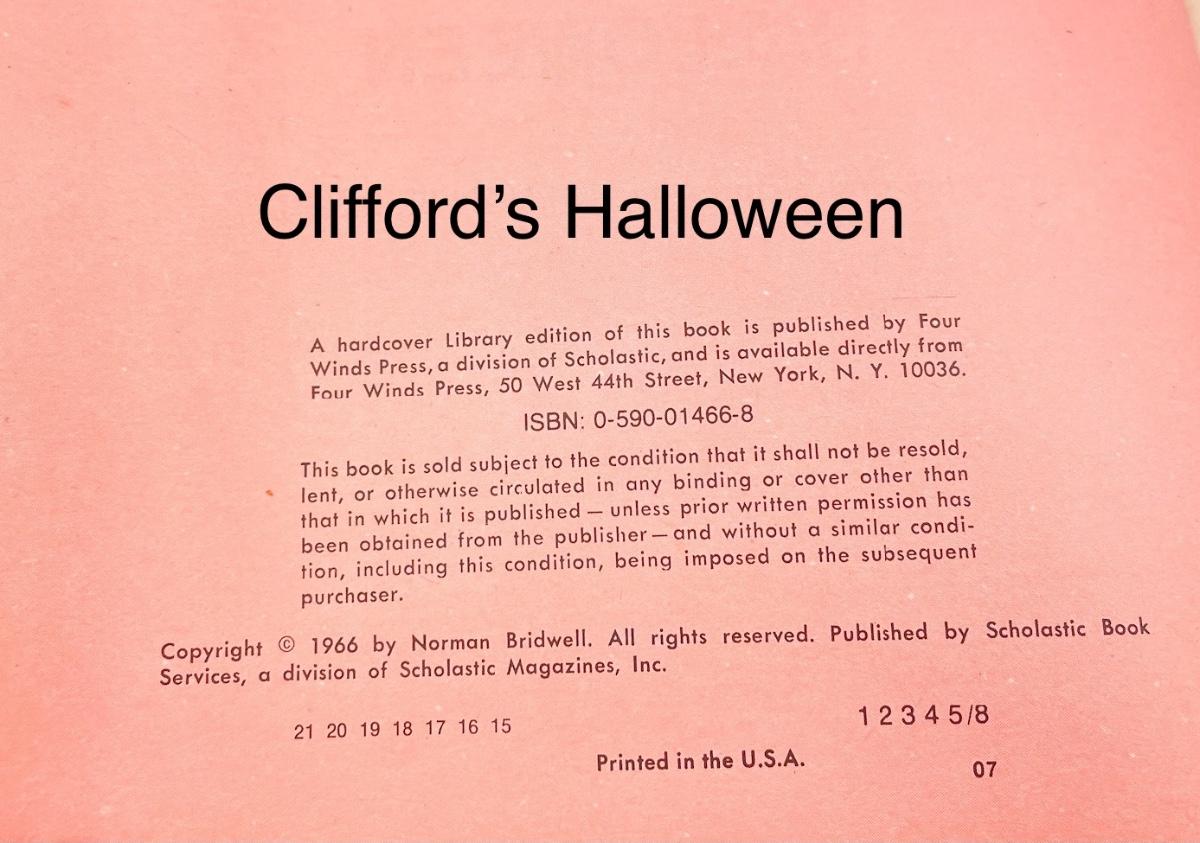 Clifford’s Halloween
A hardcover Library edition of this book is published by Four
Winds Press, a division of Scholastic, and is available directly from
Four Winds Press, 50 West 44th Street, New York, N. Y. 10036.
ISBN: 0-590-01466-8
This book is sold subject to the condition that it shall not be resold,
lent, or otherwise circulated in any binding or cover other than
that in which it is published — unless prior written permission has
been obtained from the publisher — and without a similar condi-
tion, including this condition, being imposed on the subsequent
purchaser.
Copyright © 1966 by Norman Bridwell. All rights reserved. Published by Scholastic Book
Services, a division of Scholastic Magazines, Inc.
21 20 19 18 17 16 15 1 2 3 4 5/8
Printed in the U.S.A.
07